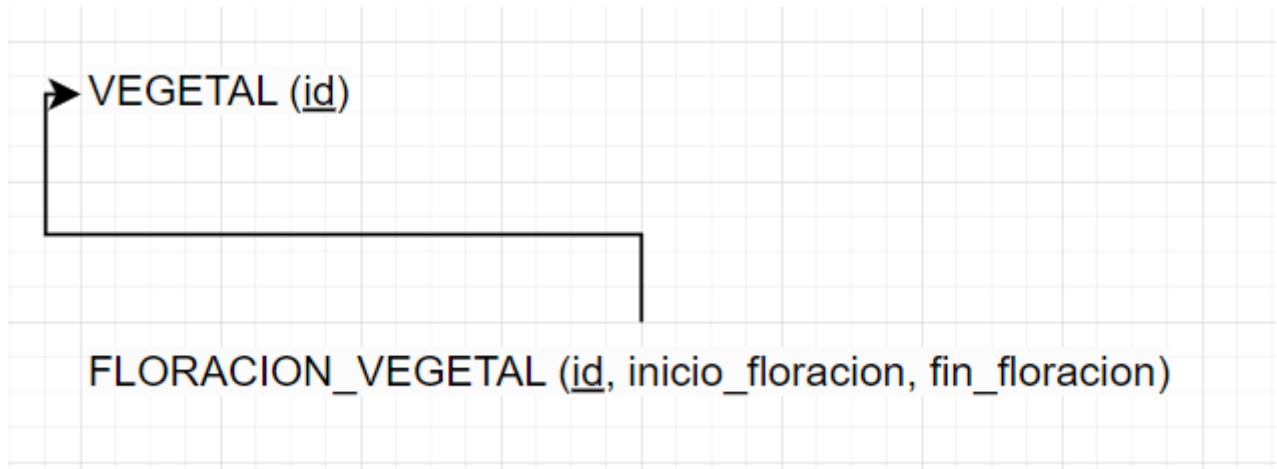 VEGETAL (id)
FLORACION_VEGETAL (id, inicio_floracion, fin_floracion)